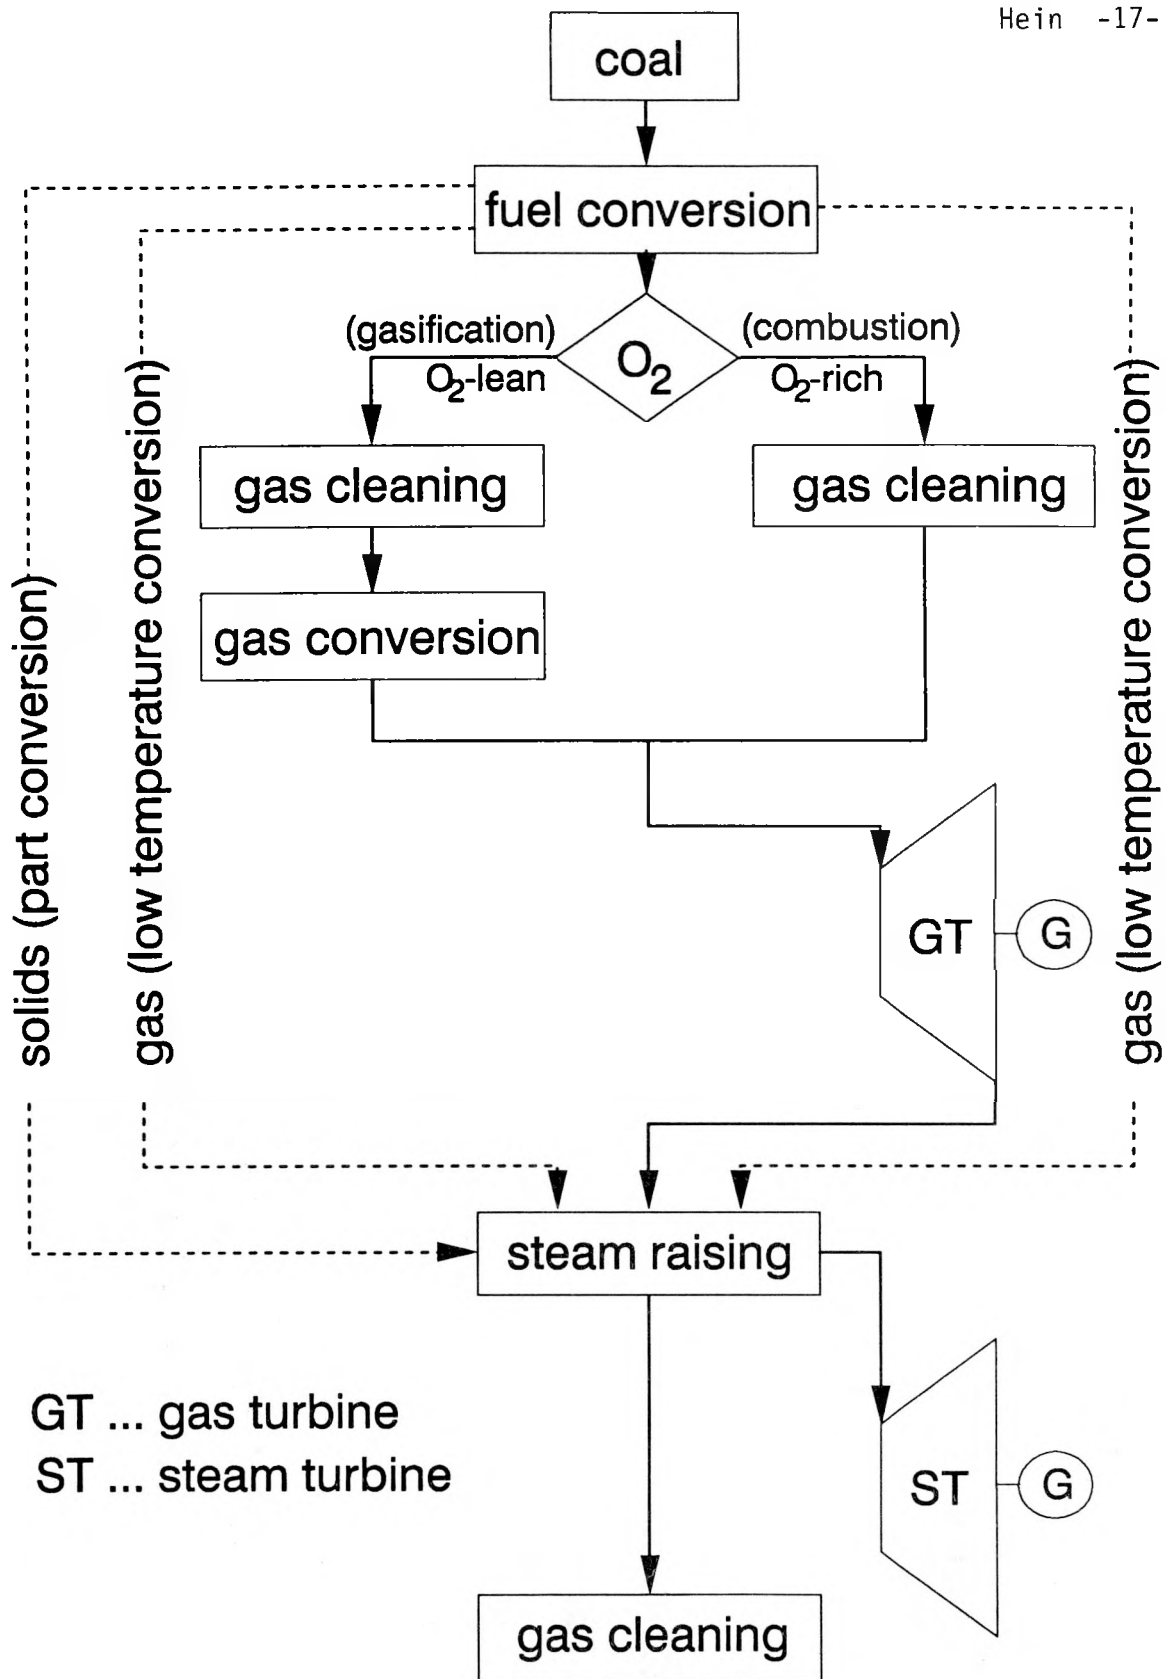 Hein -17-
coal
fuel conversion
(gasification)
O2-lean
O2
(combustion)
O2-rich
gas cleaning
gas cleaning
gas conversion
solids (part conversion)
gas (low temperature conversion)
gas (low temperature conversion)
GT
G
steam raising
GT ... gas turbine
ST ... steam turbine
ST
G
gas cleaning